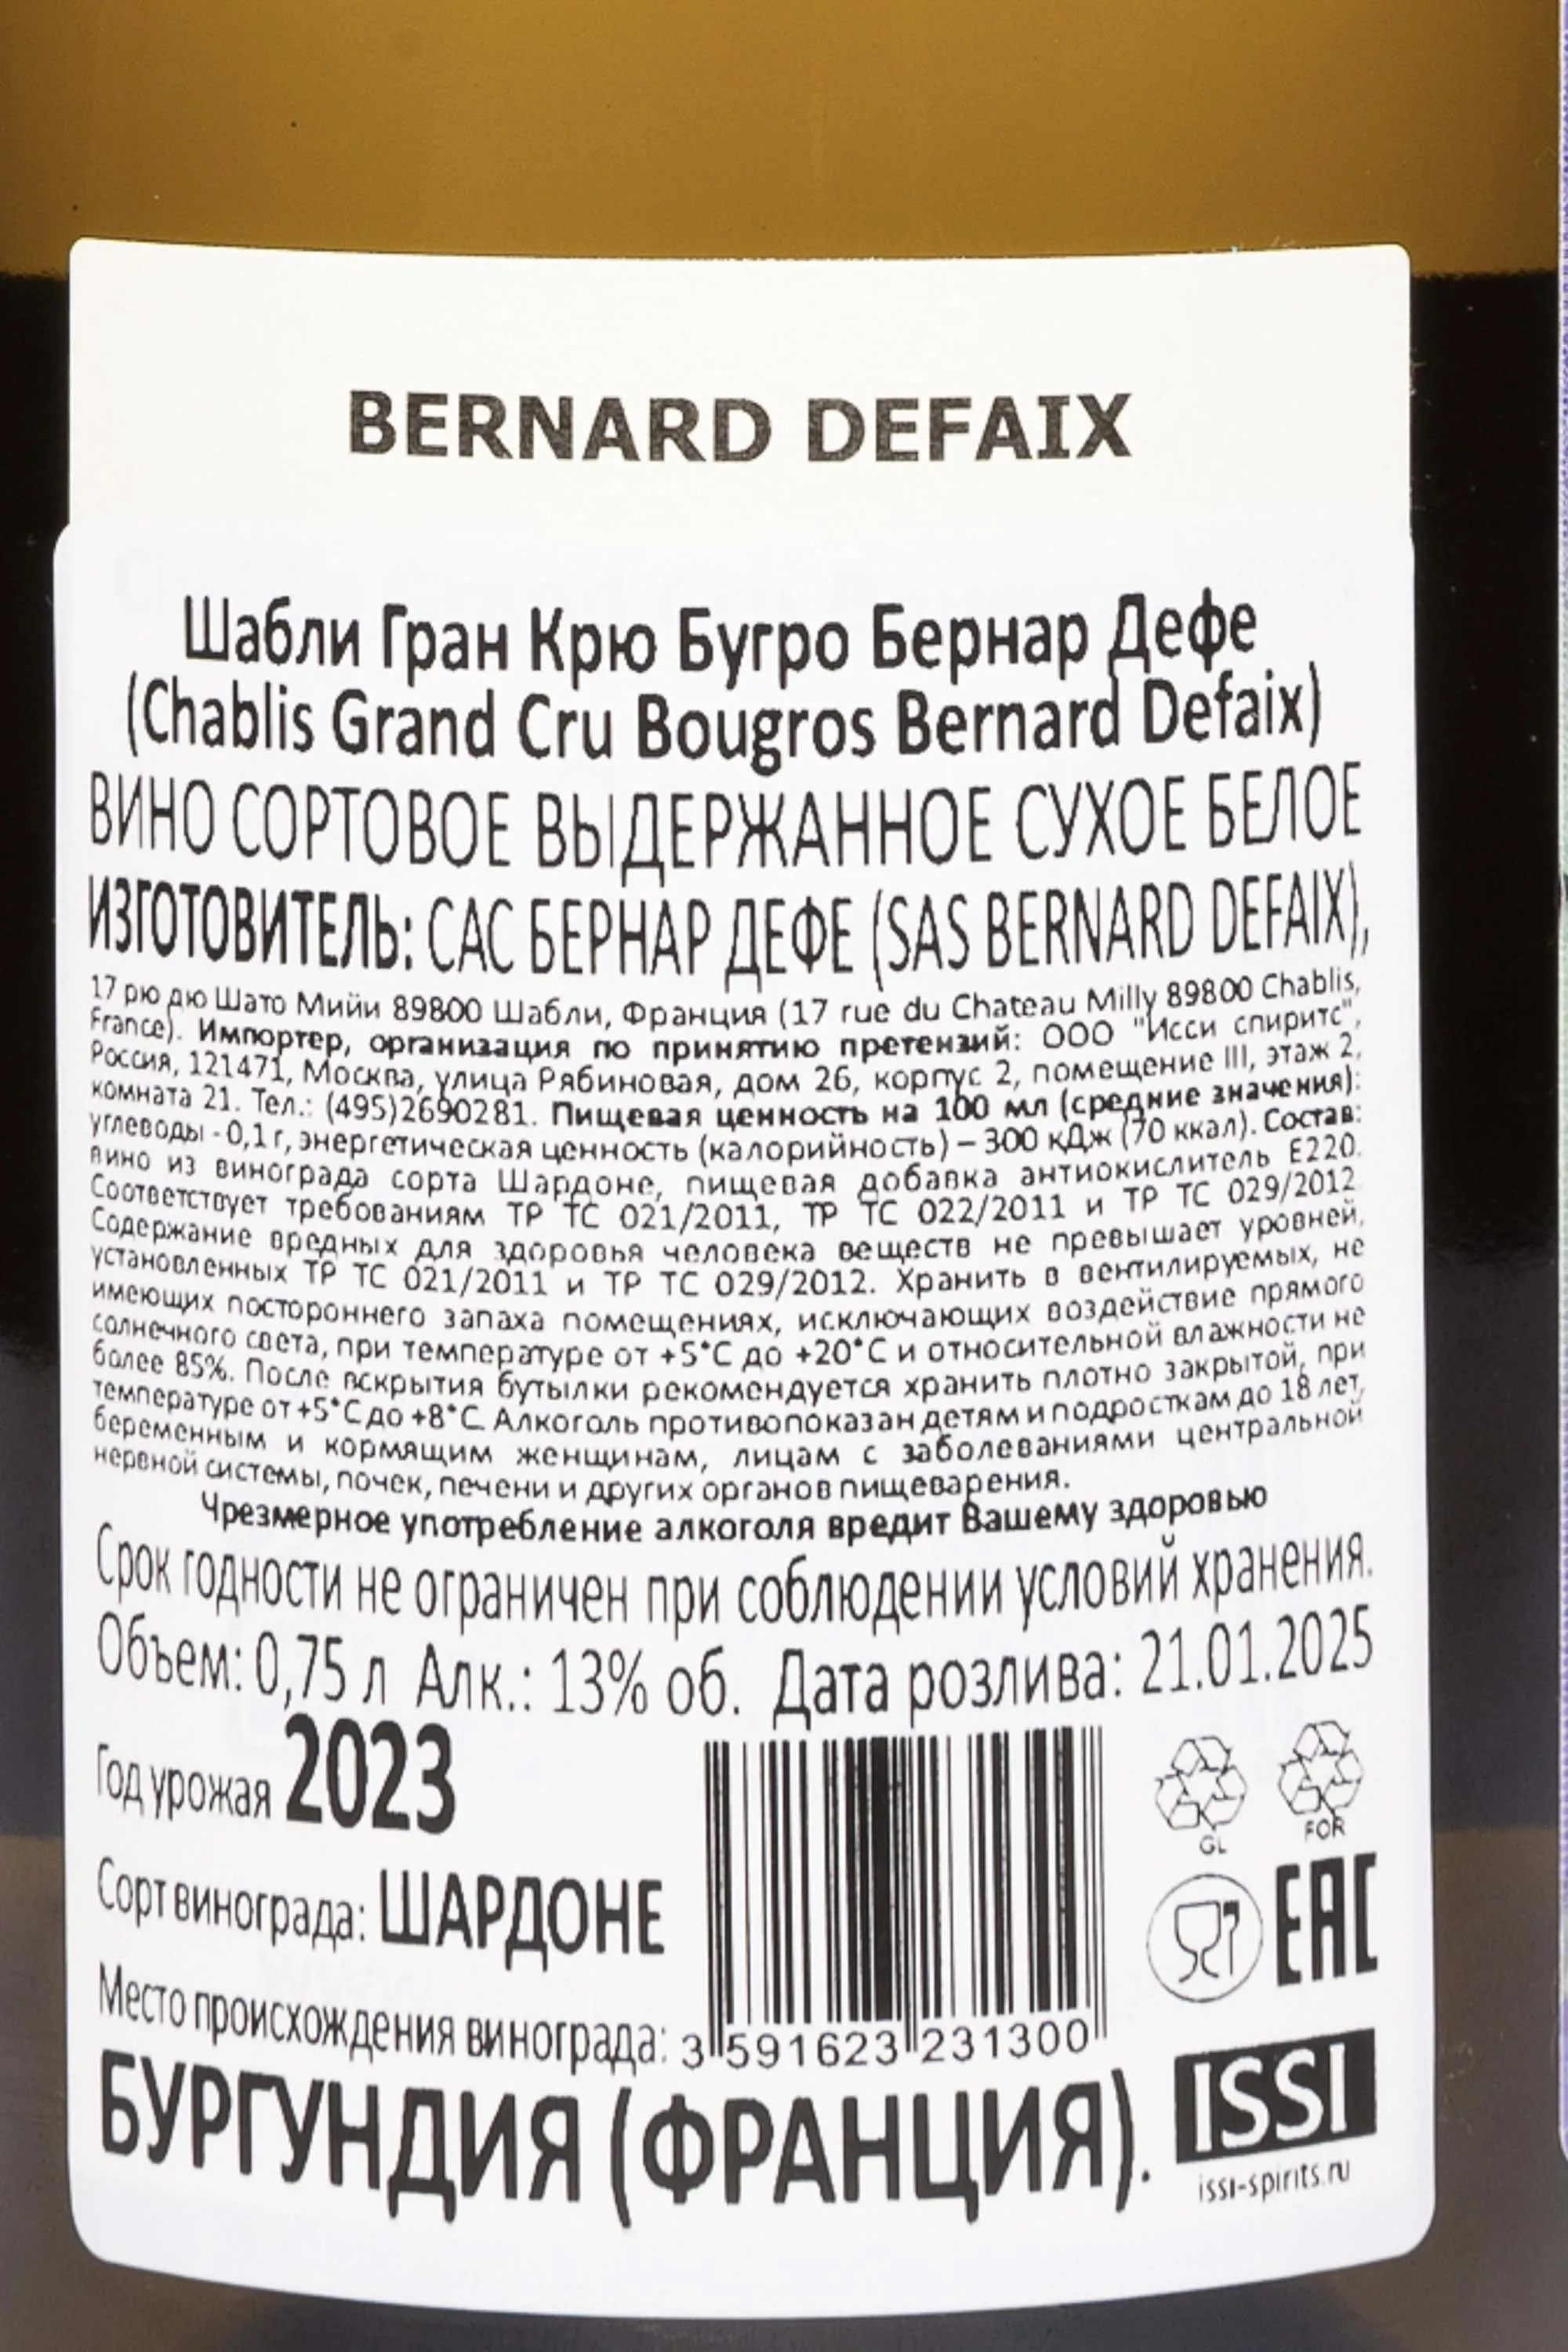 BERNARD DEFAIX
Шабли Гран Крю Бугро Бернар Дефе
(Chablis Grand Cru Bougros Bernard Defaix)
ВИНО СОРТОВОЕ ВЫДЕРЖАННОЕ СУХОЕ БЕЛОЕ
ИЗГОТОВИТЕЛЬ: САС БЕРНАР ДЕФЕ (SAS BERNARD DEFAIX),
17 рю дю Шато Мийи 89800 Шабли, Франция (17 rue du Chateau Milly 89800 Chablis,
France). Импортер, организация по принятию претензий: ООО "Исси спиритс",
Россия, 121471, Москва, улица Рябиновая, дом 26, корпус 2, помещение III, этаж 2,
комната 21. Тел.: (495)2690281. Пищевая ценность на 100 мл (средние значения):
углеводы - 0,1 г, энергетическая ценность (калорийность) – 300 кДж (70 ккал). Состав:
вино из винограда сорта Шардоне, пищевая добавка антиокислитель Е220.
Соответствует требованиям ТР ТС 021/2011, ТР ТС 022/2011 и ТР ТС 029/2012
Содержание вредных для здоровья человека веществ не превышает уровней,
установленных ТР ТС 021/2011 и ТР ТС 029/2012. Хранить в вентилируемых, не
имеющих постороннего запаха помещениях, исключающих воздействие прямого
солнечного света, при температуре от +5°С до +20°С и относительной влажности не
более 85%. После вскрытия бутылки рекомендуется хранить плотно закрытой, при
температуре от +5°С до +8°С. Алкоголь противопоказан детям и подросткам до 18 лет,
беременным и кормящим женщинам, лицам с заболеваниями центральной
нервной системы, почек, печени и других органов пищеварения.
Чрезмерное употребление алкоголя вредит Вашему здоровью
Срок годности не ограничен при соблюдении условий хранения.
Объем: 0,75 л Алк.: 13% об. Дата розлива: 21.01.2025
Год урожая 2023
GL FOR
Сорт винограда: ШАРДОНЕ
EAC
Место происхождения винограда:
3 591623 231300
БУРГУНДИЯ (ФРАНЦИЯ).
ISSI
issi-spirits.ru